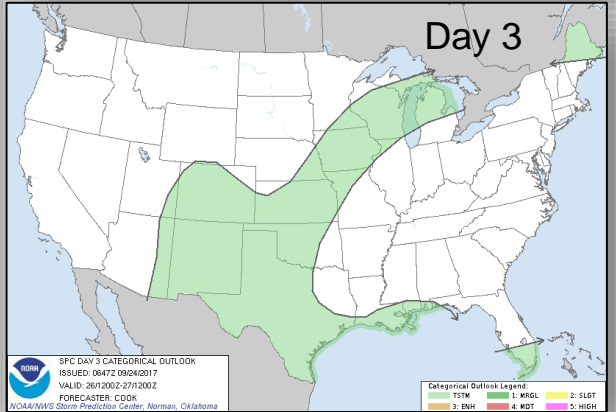 Day 3
NOAA
SPC DAY 3 CATEGORICAL OUTLOOK
ISSUED: 0647Z 09/24/2017
VALID: 26/1200Z-27/1200Z
FORECASTER: COOK
NOAA/NWS Storm Prediction Center, Norman, Oklahoma
Categorical Outlook Legend:
TSTM 1: MRGL 2: SLGT
3: ENH 4: MDT 5: HIGH